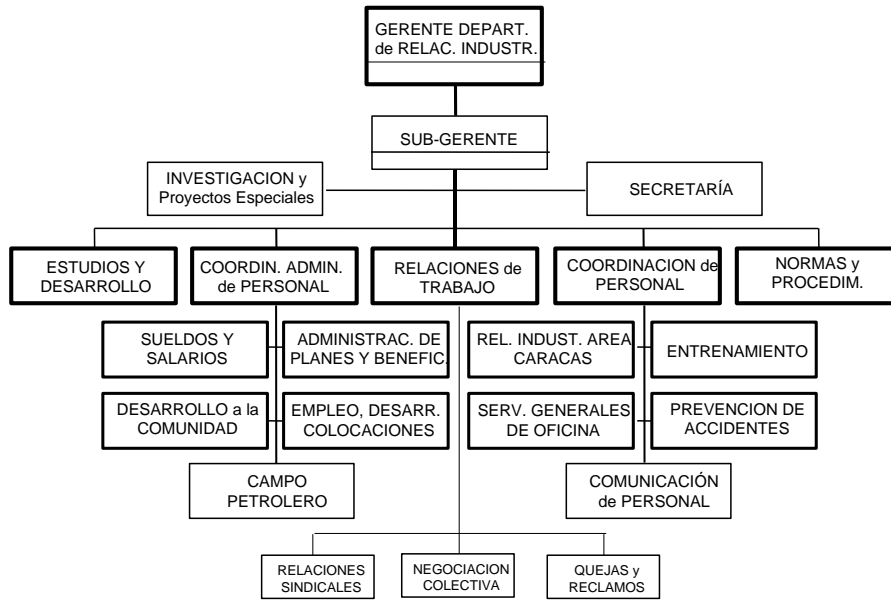 GERENTE DEPART.
de RELAC. INDUSTR.
SUB-GERENTE
INVESTIGACION y
Proyectos Especiales
SECRETARÍA
ESTUDIOS Y
DESARROLLO
COORDIN. ADMIN.
de PERSONAL
RELACIONES de
TRABAJO
COORDINACION de
PERSONAL
NORMAS y
PROCEDIM.
SUELDOS Y
SALARIOS
ADMINISTRAC. DE
PLANES Y BENEFIC.
REL. INDUST. AREA
CARACAS
ENTRENAMIENTO
DESARROLLO a la
COMUNIDAD
EMPLEO, DESARR.
COLOCACIONES
SERV. GENERALES
DE OFICINA
PREVENCION DE
ACCIDENTES
CAMPO
PETROLERO
COMUNICACIÓN
de PERSONAL
RELACIONES
SINDICALES
NEGOCIACION
COLECTIVA
QUEJAS y
RECLAMOS